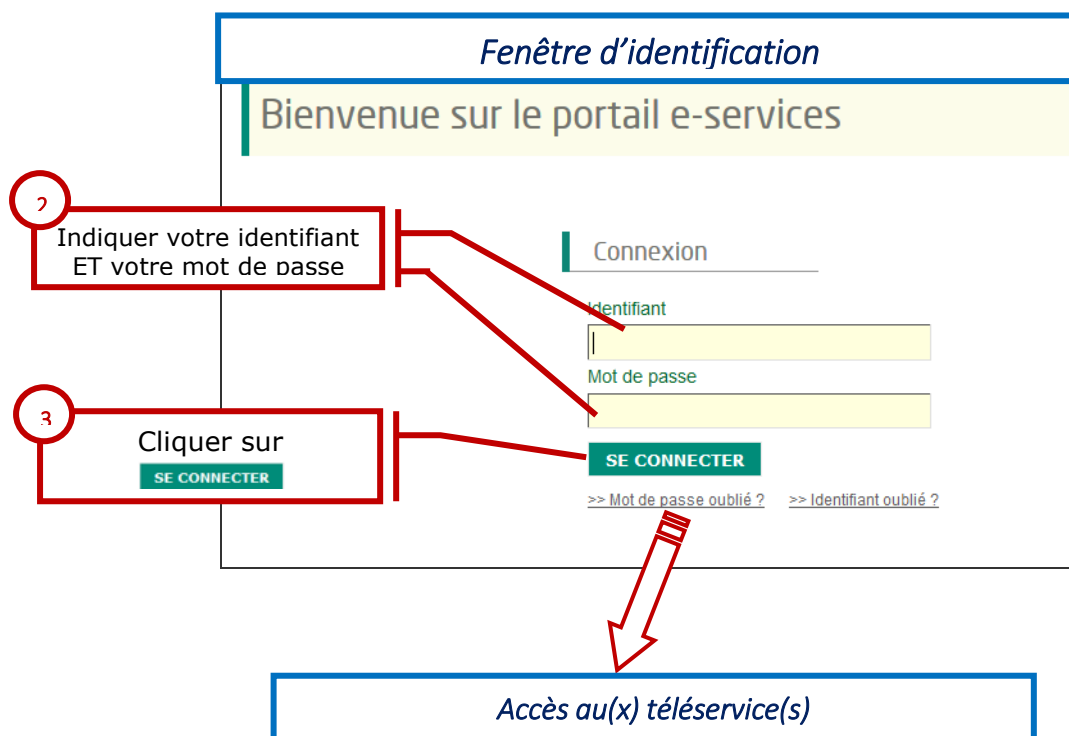 Fenêtre d'identification
Bienvenue sur le portail e-services
2
Indiquer votre identifiant
ET votre mot de passe
Connexion
Identifiant
Mot de passe
3
Cliquer sur
SE CONNECTER
SE CONNECTER
>> Mot de passe oublié ? >> Identifiant oublié ?
Accès au(x) téléservice(s)